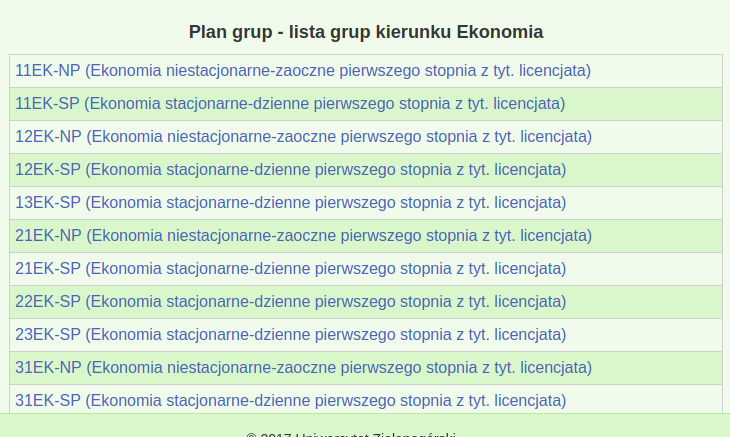 Plan grup - lista grup kierunku Ekonomia
11EK-NP (Ekonomia niestacjonarne-zaoczne pierwszego stopnia z tyt. licencjata)
11EK-SP (Ekonomia stacjonarne-dzienne pierwszego stopnia z tyt. licencjata)
12EK-NP (Ekonomia niestacjonarne-zaoczne pierwszego stopnia z tyt. licencjata)
12EK-SP (Ekonomia stacjonarne-dzienne pierwszego stopnia z tyt. licencjata)
13EK-SP (Ekonomia stacjonarne-dzienne pierwszego stopnia z tyt. licencjata)
21EK-NP (Ekonomia niestacjonarne-zaoczne pierwszego stopnia z tyt. licencjata)
21EK-SP (Ekonomia stacjonarne-dzienne pierwszego stopnia z tyt. licencjata)
22EK-SP (Ekonomia stacjonarne-dzienne pierwszego stopnia z tyt. licencjata)
23EK-SP (Ekonomia stacjonarne-dzienne pierwszego stopnia z tyt. licencjata)
31EK-NP (Ekonomia niestacjonarne-zaoczne pierwszego stopnia z tyt. licencjata)
31EK-SP (Ekonomia stacjonarne-dzienne pierwszego stopnia z tyt. licencjata)
© 2017 Uniwersytet Zielonogórski